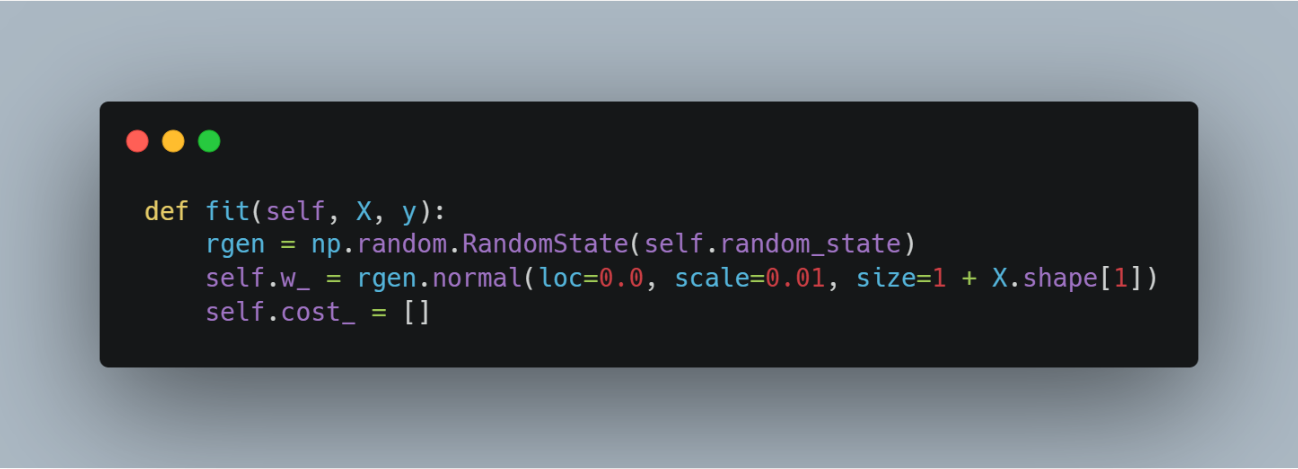 def fit(self, X, y):
    rgen = np.random.RandomState(self.random_state)
    self.w_ = rgen.normal(loc=0.0, scale=0.01, size=1 + X.shape[1])
    self.cost_ = []